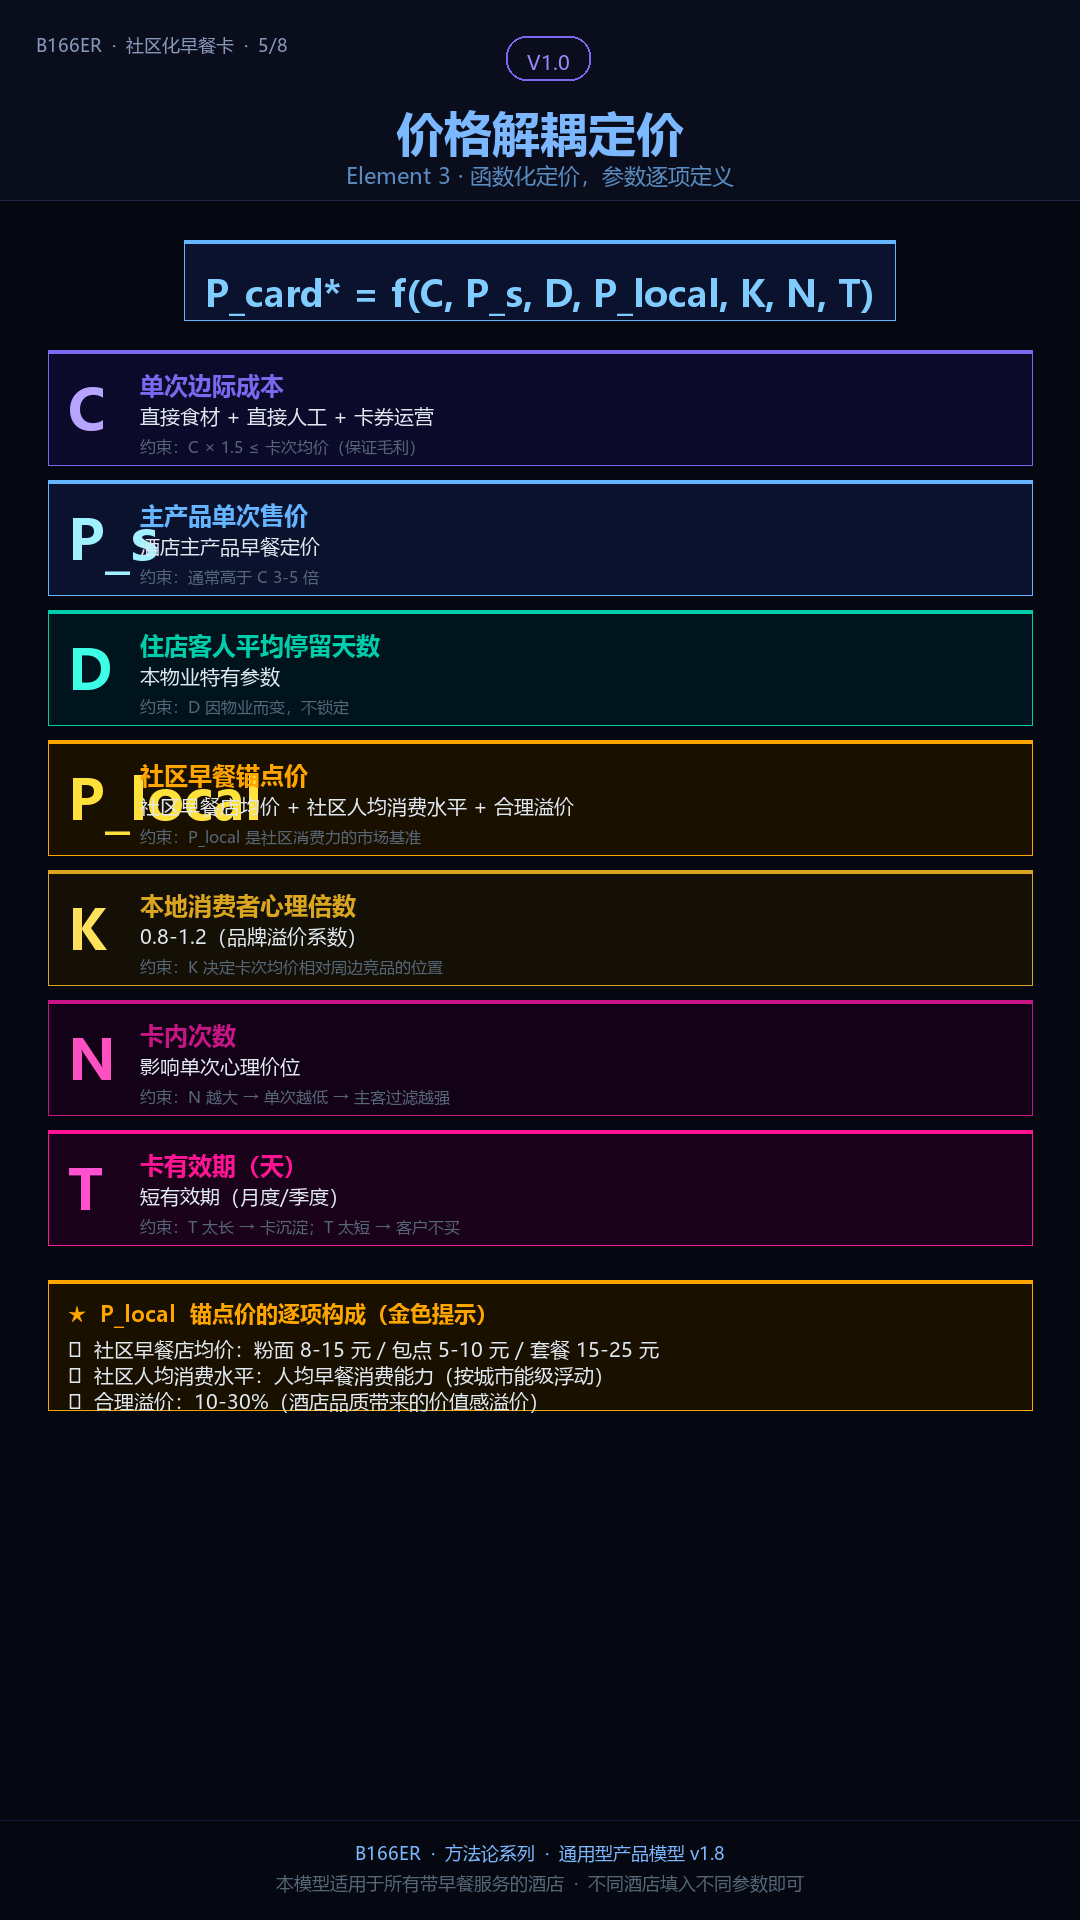 B166ER · 社区化早餐卡 · 5/8
V1.0
价格解耦定价
Element 3 · 函数化定价，参数逐项定义
P_card* = f(C, P_s, D, P_local, K, N, T)
C
单次边际成本
直接食材 + 直接人工 + 卡券运营
约束：C × 1.5 ≤ 卡次均价（保证毛利）
P_s
主产品单次售价
酒店主产品早餐定价
约束：通常高于 C 3-5 倍
D
住店客人平均停留天数
本物业特有参数
约束：D 因物业而变，不锁定
P_local
社区早餐锚点价
社区早餐店均价 + 社区人均消费水平 + 合理溢价
约束：P_local 是社区消费力的市场基准
K
本地消费者心理倍数
0.8-1.2（品牌溢价系数）
约束：K 决定卡次均价相对周边竞品的位置
N
卡内次数
影响单次心理价位
约束：N 越大 → 单次越低 → 主客过滤越强
T
卡有效期（天）
短有效期（月度/季度）
约束：T 太长 → 卡沉淀；T 太短 → 客户不买
★ P_local 锚点价的逐项构成（金色提示）
社区早餐店均价：粉面 8-15 元 / 包点 5-10 元 / 套餐 15-25 元
社区人均消费水平：人均早餐消费能力（按城市能级浮动）
合理溢价：10-30%（酒店品质带来的价值感溢价）
B166ER · 方法论系列 · 通用型产品模型 v1.8
本模型适用于所有带早餐服务的酒店 · 不同酒店填入不同参数即可